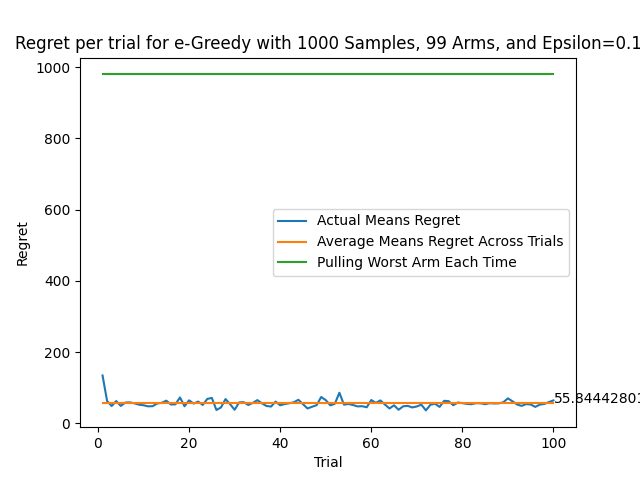 Regret per trial for e-Greedy with 1000 Samples, 99 Arms, and Epsilon=0.1
1000
800
600
400
200
0
Regret
Actual Means Regret
Average Means Regret Across Trials
Pulling Worst Arm Each Time
55.84442801
0 20 40 60 80 100
Trial